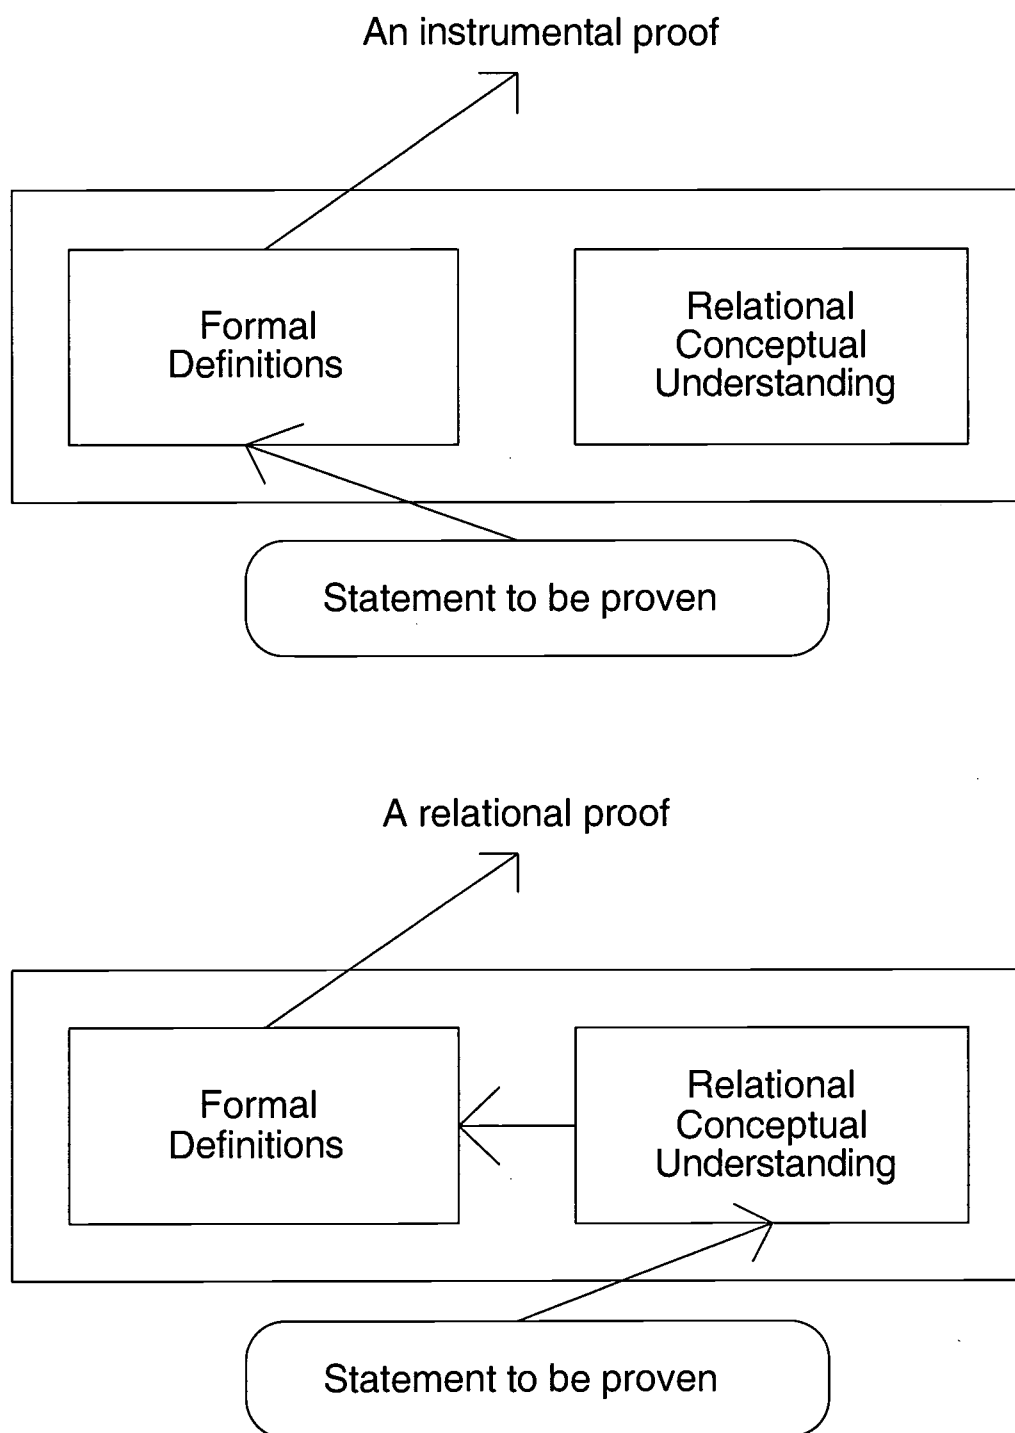 An instrumental proof
Formal
Definitions
Relational
Conceptual
Understanding
Statement to be proven
A relational proof
Formal
Definitions
Relational
Conceptual
Understanding
Statement to be proven